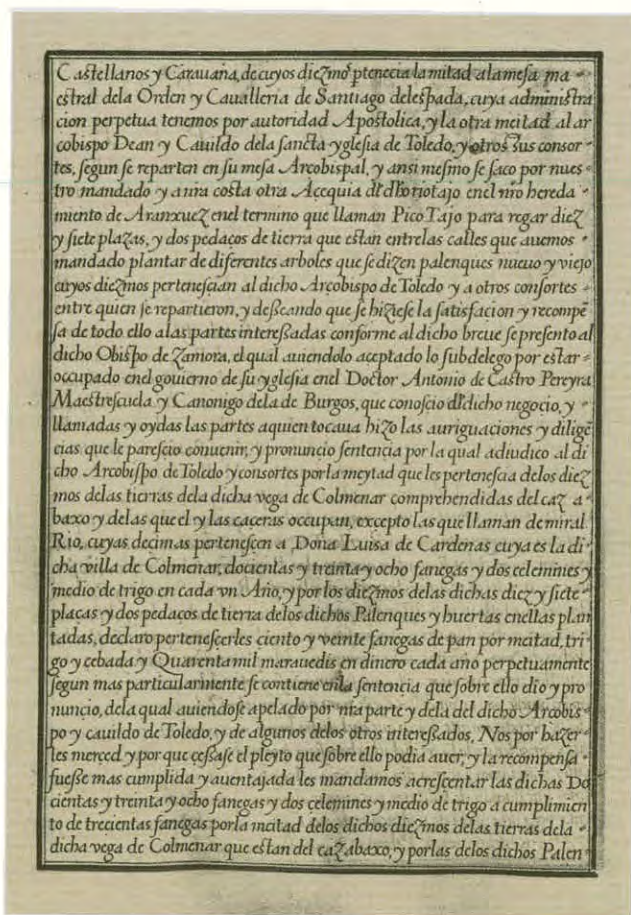 Castellanos y Carauaña, de cuyos diezmos ptenecia la mitad a la mesa ma
estral dela Orden y Caualleria de Santiago delespada, cuya administra
cion perpetua tenemos por autoridad Apostolica, y la otra meitad al ar
cobispo Dean y Cauildo dela sancta yglesia de Toledo, y otros sus consor
tes, segun se reparten en su mesa Arcobispal, y ansi mesmo se saco por nues
tro mandado y a nra costa otra Açequia dl dho rio tajo enel nro hereda
miento de Aranxuez enel termino que llaman Pico Tajo para regar diez
y siete plazas, y dos pedaços de tierra que estan entrelas calles que auemos
mandado plantar de diferentes arboles que se dizen palenques nueuo y viejo
cuyos diezmos pertenescian al dicho Arcobispo de Toledo y a otros consortes
entre quien se repartieron, y desseando que se hiziese la satisfacion y recompē
sa de todo ello alas partes interessadas conforme al dicho breue se presento al
dicho Obispo de Zamora, el qual auiendolo aceptado lo subdelego por estar
occupado enel gouierno de su yglesia enel Doctor Antonio de Castro Pereyra
Maestrescuela y Canonigo dela de Burgos, que conoscio dl dicho negocio, y
llamadas y oydas las partes aquien tocaua hizo las aueriguaciones y diligē
cias que le parescio conuenir, y pronuncio sentencia por la qual adiudico al di
cho Arcobispo de Toledo y consortes por la meytad que les pertenescia delos diez
mos delas tierras dela dicha vega de Colmenar comprehendidas del caz a
baxo y delas que el y las caceras occupan, excepto las que llaman de miral
Rio, cuyas decimas pertenescen a Doña Luisa de Cardenas cuya es la di
cha villa de Colmenar, docientas y treinta y ocho fanegas y dos celemines y
medio de trigo en cada vn Año, y por los diezmos delas dichas diez y siete
placas y dos pedaços de tierra delos dichos Palenques y huertas enellas plan
tadas, declaro pertenescerles ciento y veinte fanegas de pan por meitad, tri
go y cebada y Quarenta mil marauedis en dinero cada año perpetuamente
segun mas particularmente se contiene enla sentencia que sobre ello dio y pro
nuncio, dela qual auiendose apelado por nra parte y dela del dicho Arcobis
po y cauildo de Toledo, y de algunos delos otros interessados, Nos por hazer
les merced y por que cessase el pleyto que sobre ello podia auer, y la recompensa
fuesse mas cumplida y auentajada les mandamos acrescentar las dichas Do
cientas y treinta y ocho fanegas y dos celemines y medio de trigo a cumplimien
to de trecientas fanegas por la meitad delos dichos diezmos delas tierras dela
dicha vega de Colmenar que estan del caz abaxo, y por las delos dichos Palen